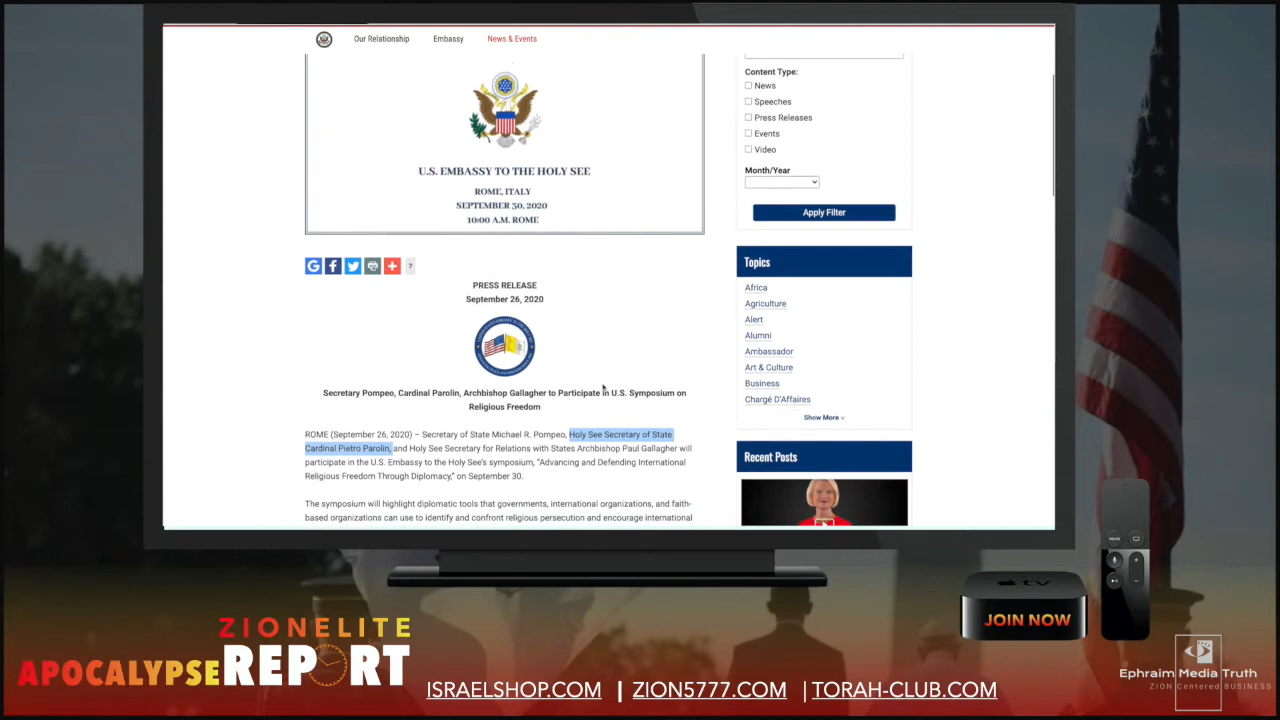 Our Relationship Embassy News & Events
U.S. EMBASSY TO THE HOLY SEE
ROME, ITALY
SEPTEMBER 30, 2020
10:00 A.M. ROME
7
PRESS RELEASE
September 26, 2020
Secretary Pompeo, Cardinal Parolin, Archbishop Gallagher to Participate in U.S. Symposium on
Religious Freedom
ROME (September 26, 2020) – Secretary of State Michael R. Pompeo, Holy See Secretary of State
Cardinal Pietro Parolin, and Holy See Secretary for Relations with States Archbishop Paul Gallagher will
participate in the U.S. Embassy to the Holy See's symposium, "Advancing and Defending International
Religious Freedom Through Diplomacy," on September 30.
The symposium will highlight diplomatic tools that governments, international organizations, and faith-
based organizations can use to identify and confront religious persecution and encourage international
Content Type:
News
Speeches
Press Releases
Events
Video
Month/Year
Apply Filter
Topics
Africa
Agriculture
Alert
Alumni
Ambassador
Art & Culture
Business
Chargé D'Affaires
Show More
Recent Posts
tv
JOIN NOW
MENU
ZIONELITE
APOCALYPSE REPORT
ISRAELSHOP.COM | ZION5777.COM | TORAH-CLUB.COM
Ephraim Media Truth
ZION Centered BUSINESS